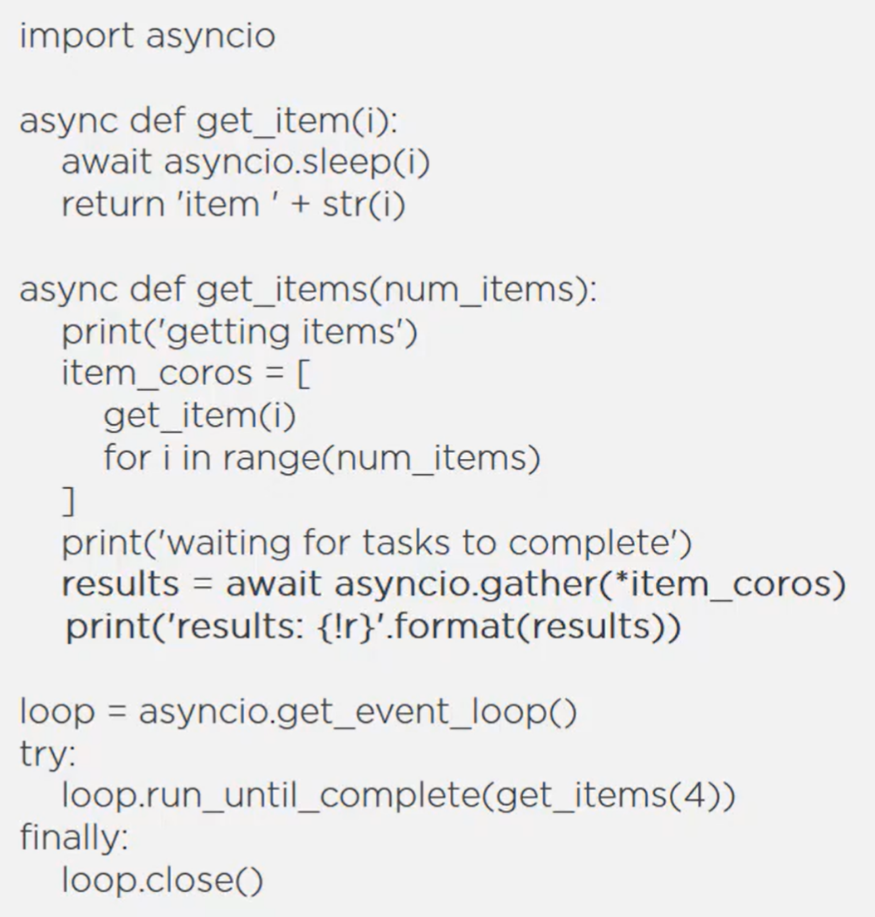 import asyncio

async def get_item(i):
    await asyncio.sleep(i)
    return 'item ' + str(i)

async def get_items(num_items):
    print('getting items')
    item_coros = [
        get_item(i)
        for i in range(num_items)
    ]
    print('waiting for tasks to complete')
    results = await asyncio.gather(*item_coros)
    print('results: {!r}'.format(results))

loop = asyncio.get_event_loop()
try:
    loop.run_until_complete(get_items(4))
finally:
    loop.close()